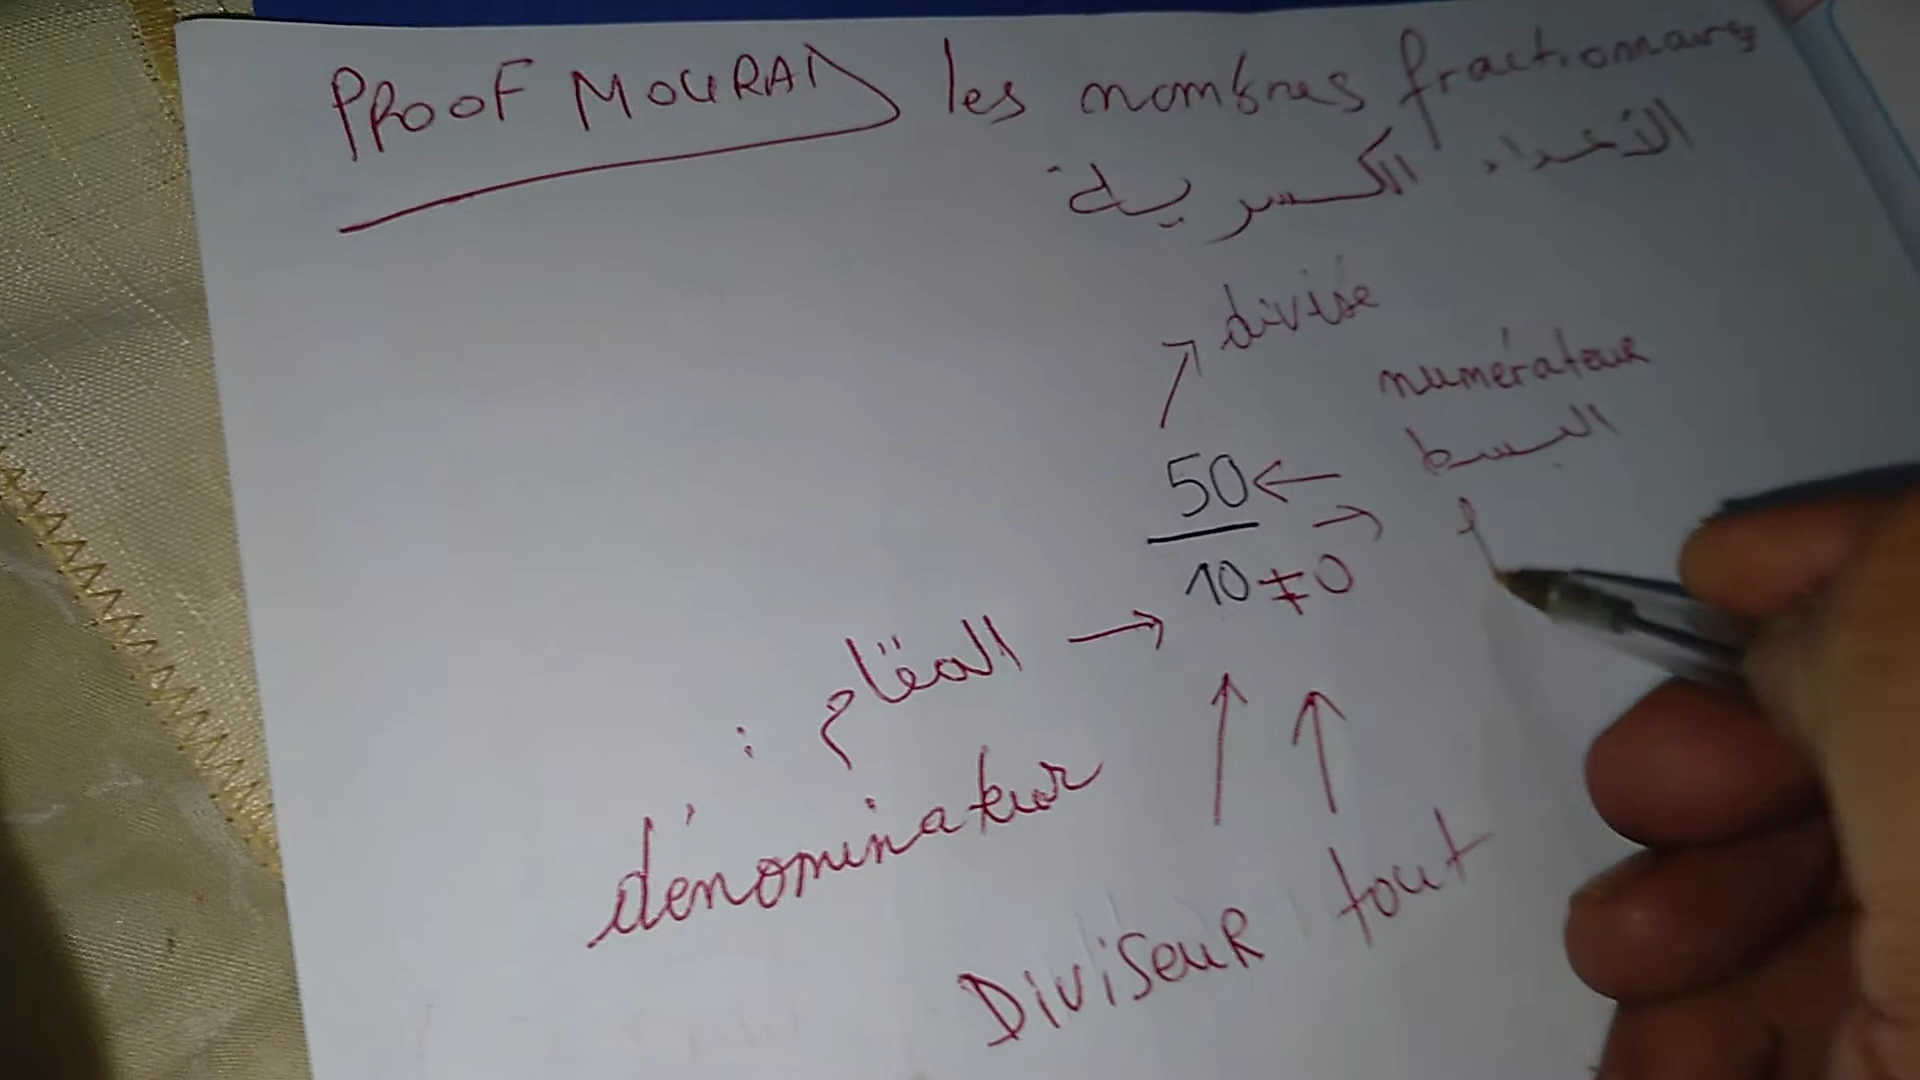 PROOF MOURAD les nombres fractionnaires
الأعداد الكسرية
divise
numérateur
البسط
50
10 ≠ 0
المقام :
dénominateur
Diviseur tout